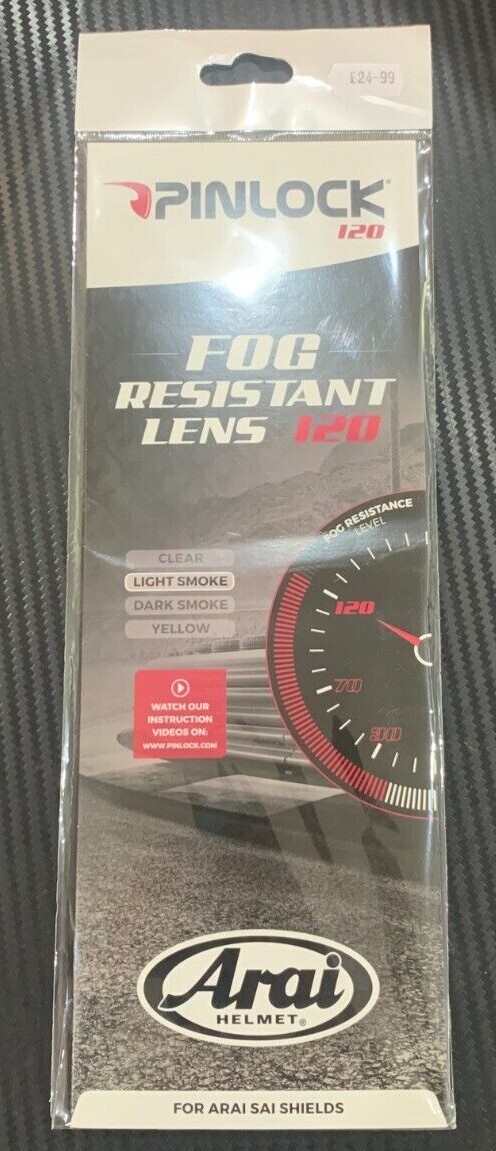 £24-99
PINLOCK®
120
FOG
RESISTANT
LENS 120
FOG RESISTANCE
LEVEL
CLEAR
LIGHT SMOKE
DARK SMOKE
YELLOW
120
70
30
WATCH OUR
INSTRUCTION
VIDEOS ON:
WWW.PINLOCK.COM
Arai
HELMET®
FOR ARAI SAI SHIELDS